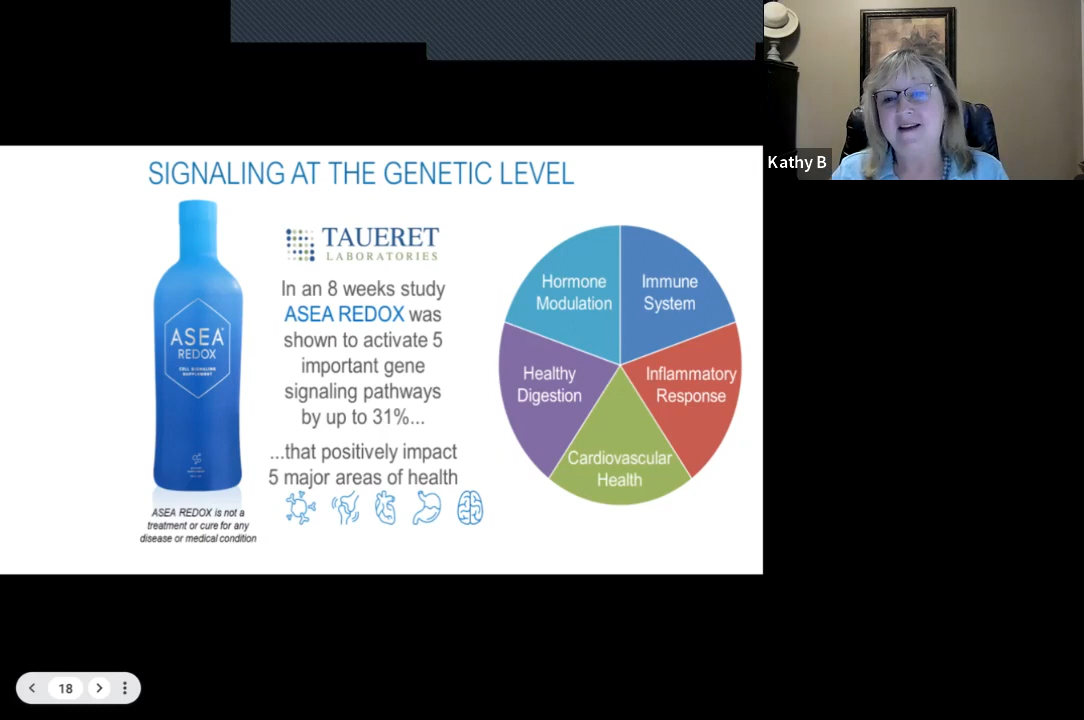 Kathy B
SIGNALING AT THE GENETIC LEVEL
TAUERET
LABORATORIES
In an 8 weeks study
ASEA REDOX was
shown to activate 5
important gene
signaling pathways
by up to 31%...
...that positively impact
5 major areas of health
ASEA
REDOX
CELL SIGNALING
SUPPLEMENT
ASEA REDOX is not a
treatment or cure for any
disease or medical condition
Hormone
Modulation
Immune
System
Healthy
Digestion
Inflammatory
Response
Cardiovascular
Health
18